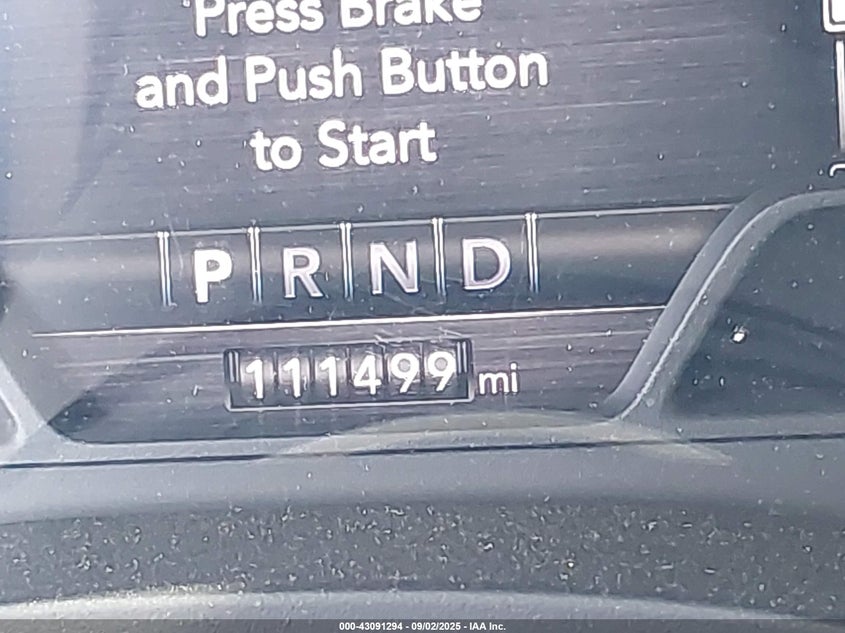 Press Brake
and Push Button
to Start
P R N D
111499 mi
000-43091294 - 09/02/2025 - IAA Inc.